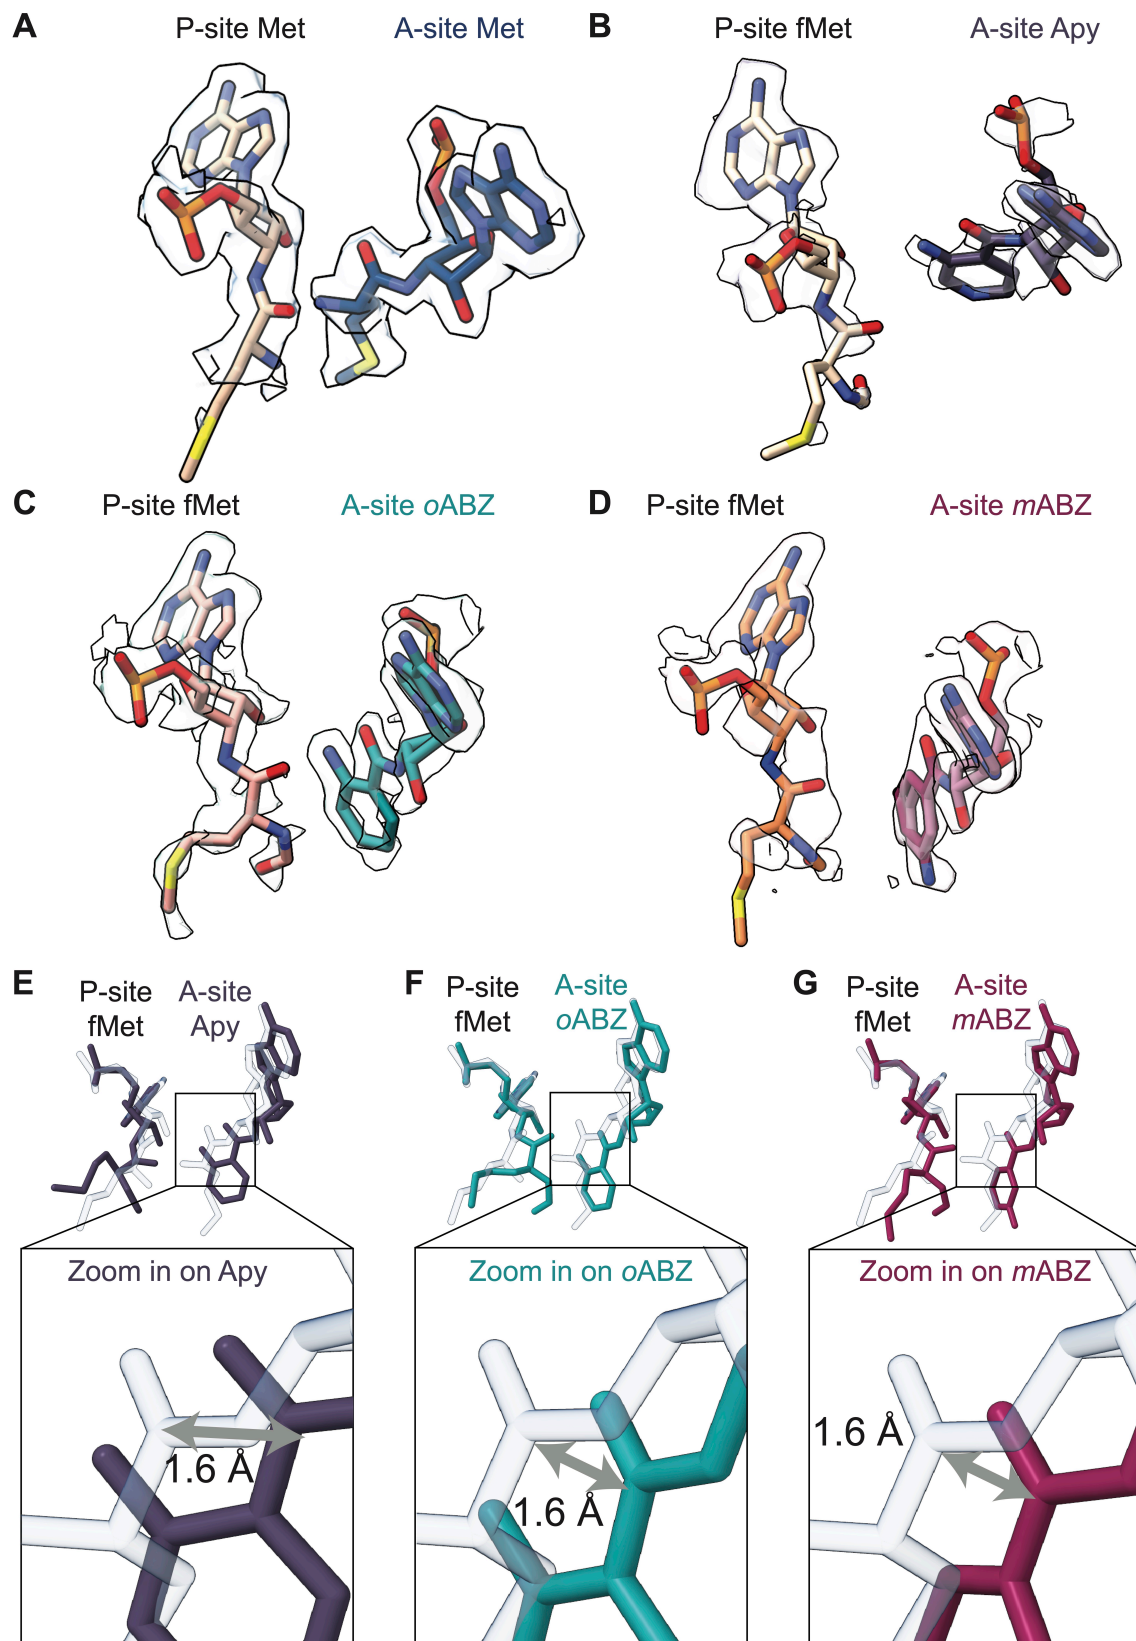 A P-site Met A-site Met
B P-site fMet A-site Apy
C P-site fMet A-site oABZ
D P-site fMet A-site mABZ
E P-site fMet A-site Apy
F P-site fMet A-site oABZ
G P-site fMet A-site mABZ
Zoom in on Apy
1.6 Å
Zoom in on oABZ
1.6 Å
Zoom in on mABZ
1.6 Å